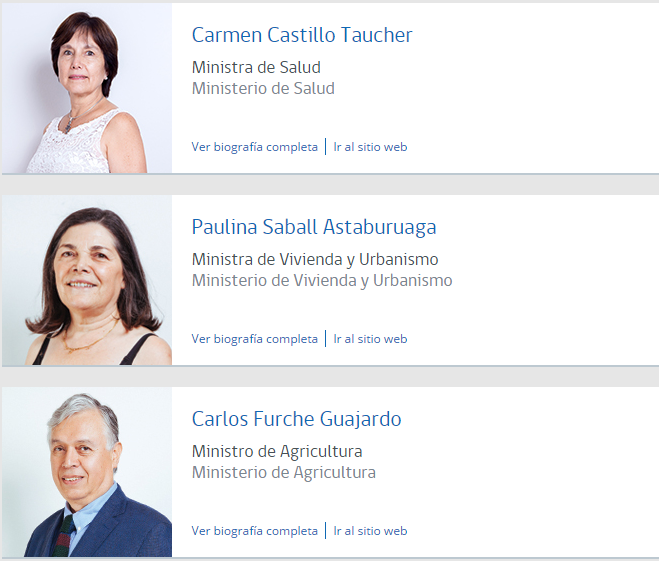 Carmen Castillo Taucher
Ministra de Salud
Ministerio de Salud
Ver biografía completa | Ir al sitio web
Paulina Saball Astaburuaga
Ministra de Vivienda y Urbanismo
Ministerio de Vivienda y Urbanismo
Ver biografía completa | Ir al sitio web
Carlos Furche Guajardo
Ministro de Agricultura
Ministerio de Agricultura
Ver biografía completa | Ir al sitio web